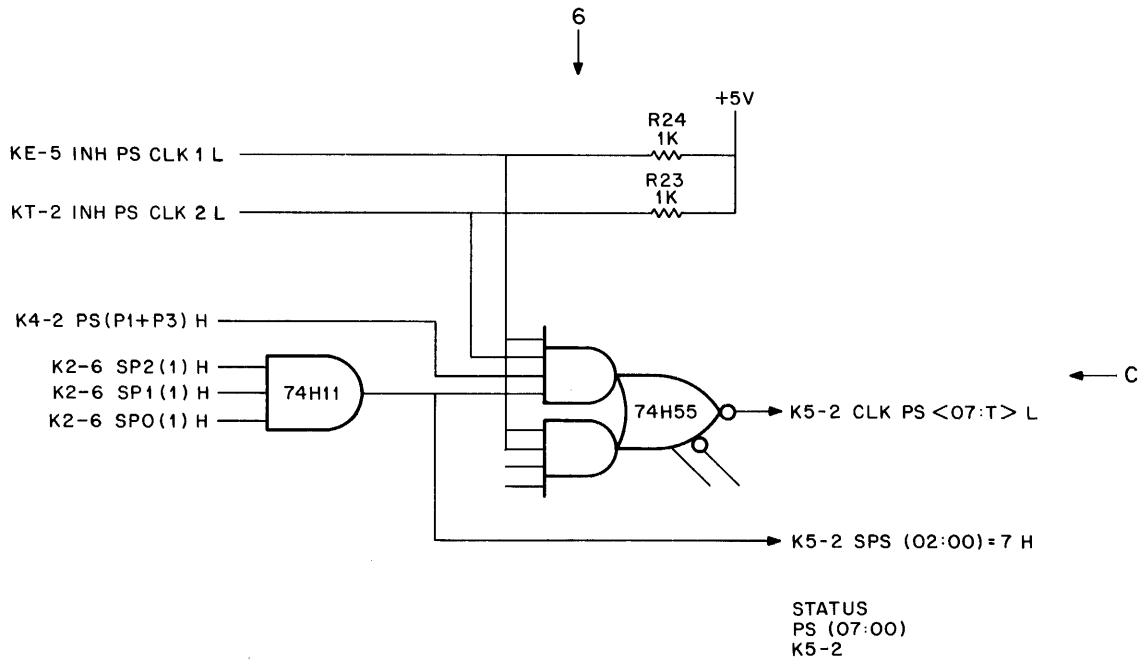 6
+5V
R24
1K
KE-5 INH PS CLK 1 L
R23
1K
KT-2 INH PS CLK 2 L
K4-2 PS(P1+P3) H
K2-6 SP2(1) H
K2-6 SP1(1) H
K2-6 SP0(1) H
74H11
74H55
C
K5-2 CLK PS <07:T> L
K5-2 SPS (02:00)=7 H
STATUS
PS (07:00)
K5-2